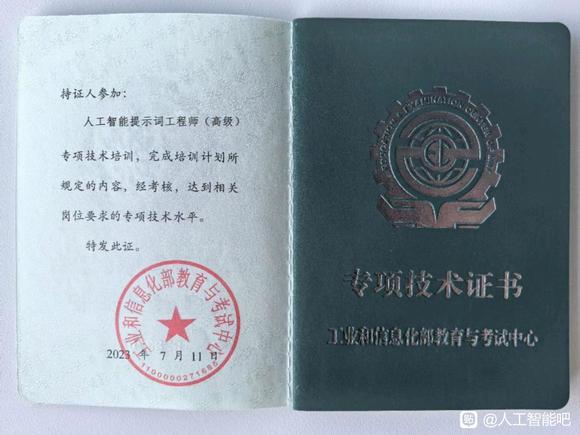 持证人参加：
人工智能提示词工程师（高级）
专项技术培训，完成培训计划所
规定的内容，经考核，达到相关
岗位要求的专项技术水平。
特发此证。
工业和信息化部教育与考试中心
2023 年 7 月 11 日
1100000271685
专项技术证书
工业和信息化部教育与考试中心
@人工智能吧